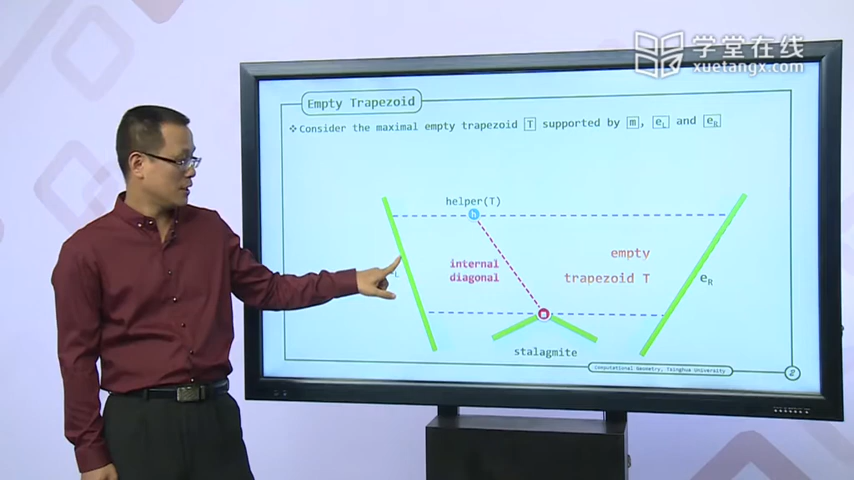 学堂在线
xuetangx.com
Empty Trapezoid
❖ Consider the maximal empty trapezoid T supported by m, eL and eR
helper(T)
h
internal
diagonal
empty
trapezoid T
L
eR
m
stalagmite
Computational Geometry, Tsinghua University
2